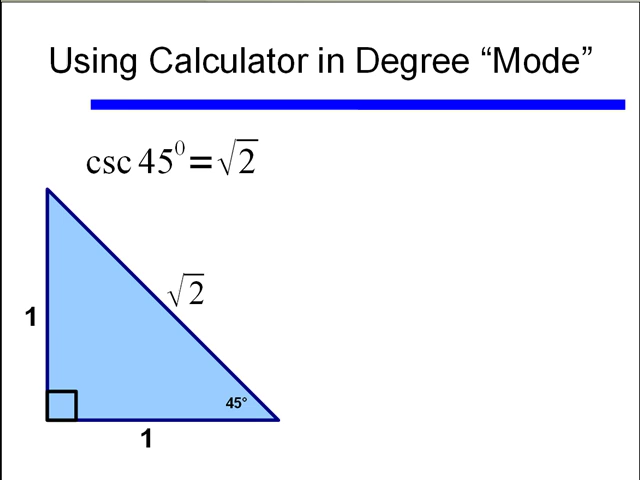 Using Calculator in Degree “Mode”
csc 45⁰ = √2
√2
1
45°
1